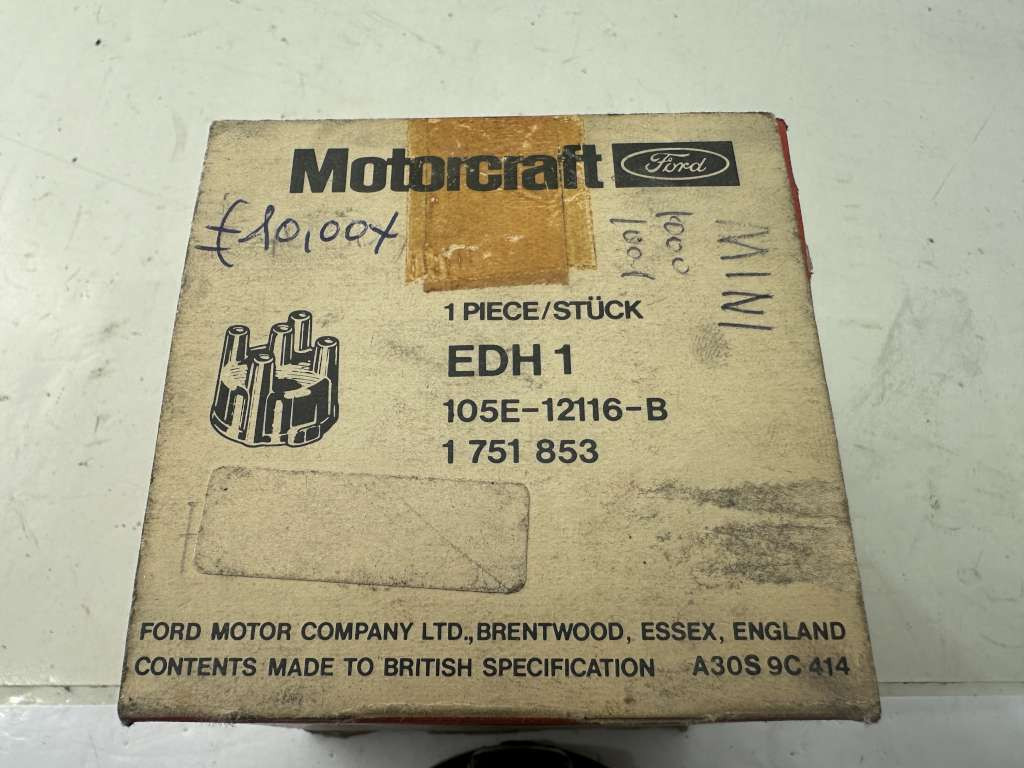 Motorcraft Ford
£10,00x
1000
1001
MINI
1 PIECE/STÜCK
EDH 1
105E-12116-B
1 751 853
FORD MOTOR COMPANY LTD., BRENTWOOD, ESSEX, ENGLAND
CONTENTS MADE TO BRITISH SPECIFICATION A30S 9C 414